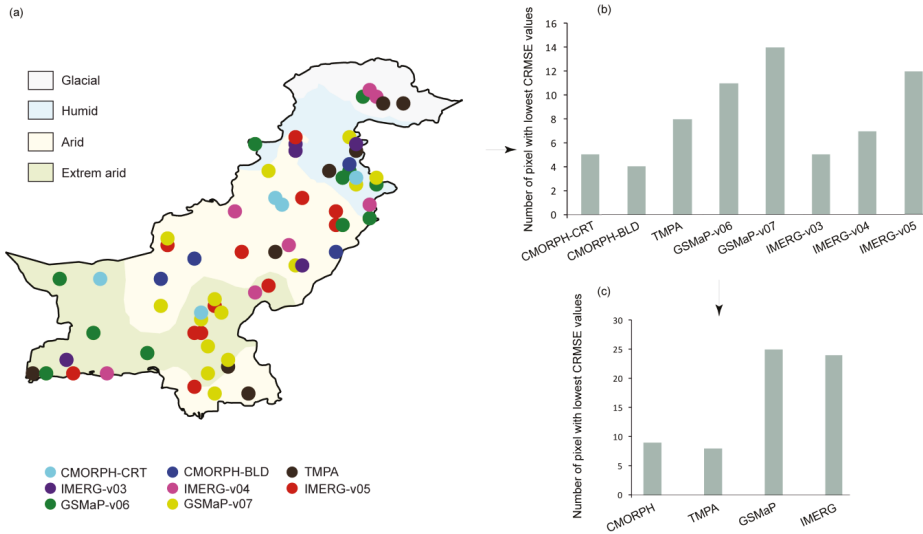 (a)
Glacial
Humid
Arid
Extrem arid
CMORPH-CRT
CMORPH-BLD
TMPA
IMERG-v03
IMERG-v04
IMERG-v05
GSMaP-v06
GSMaP-v07
(b)
Number of pixel with lowest CRMSE values
16
14
12
10
8
6
4
2
0
CMORPH-CRT
CMORPH-BLD
TMPA
GSMaP-v06
GSMaP-v07
IMERG-v03
IMERG-v04
IMERG-v05
(c)
Number of pixel with lowest CRMSE values
30
25
20
15
10
5
0
CMORPH
TMPA
GSMaP
IMERG